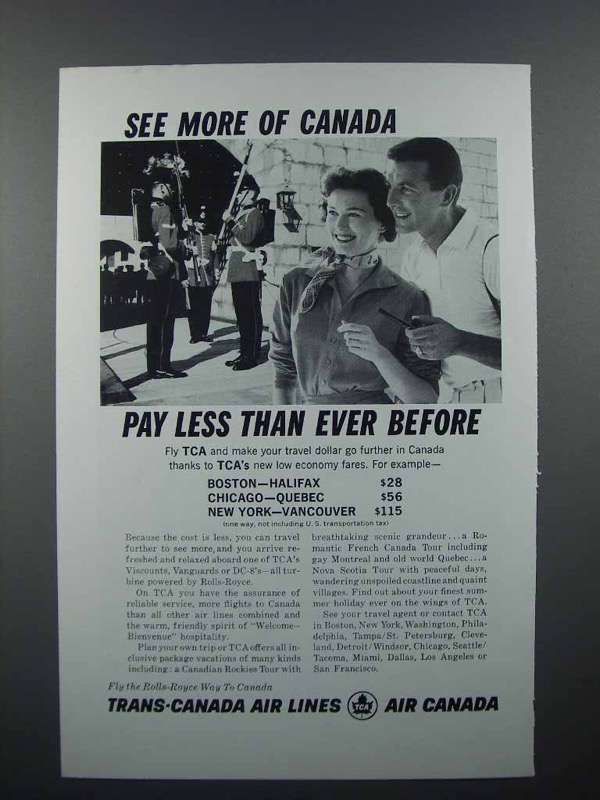 SEE MORE OF CANADA
PAY LESS THAN EVER BEFORE
Fly TCA and make your travel dollar go further in Canada
thanks to TCA's new low economy fares. For example—
BOSTON—HALIFAX $28
CHICAGO—QUEBEC $56
NEW YORK—VANCOUVER $115
(one way, not including U. S. transportation tax)
Because the cost is less, you can travel
further to see more, and you arrive re-
freshed and relaxed aboard one of TCA's
Viscounts, Vanguards or DC-8's—all tur-
bine powered by Rolls-Royce.
On TCA you have the assurance of
reliable service, more flights to Canada
than all other air lines combined and
the warm, friendly spirit of "Welcome—
Bienvenue" hospitality.
Plan your own trip or TCA offers all in-
clusive package vacations of many kinds
including: a Canadian Rockies Tour with
breathtaking scenic grandeur...a Ro-
mantic French Canada Tour including
gay Montreal and old world Quebec...a
Nova Scotia Tour with peaceful days,
wandering unspoiled coastline and quaint
villages. Find out about your finest sum-
mer holiday ever on the wings of TCA.
See your travel agent or contact TCA
in Boston, New York, Washington, Phila-
delphia, Tampa/St. Petersburg, Cleve-
land, Detroit/Windsor, Chicago, Seattle/
Tacoma, Miami, Dallas, Los Angeles or
San Francisco.
Fly the Rolls-Royce Way To Canada
TRANS-CANADA AIR LINES TCA AIR CANADA